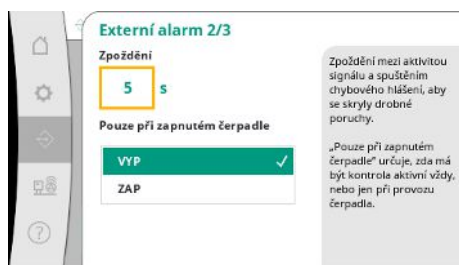 Externí alarm 2/3
Zpoždění
5 s
Pouze při zapnutém čerpadle
VYP
ZAP
Zpoždění mezi aktivitou
signálu a spuštěním
chybového hlášení, aby
se skryly drobné
poruchy.
„Pouze při zapnutém
čerpadle" určuje, zda má
být kontrola aktivní vždy,
nebo jen při provozu
čerpadla.